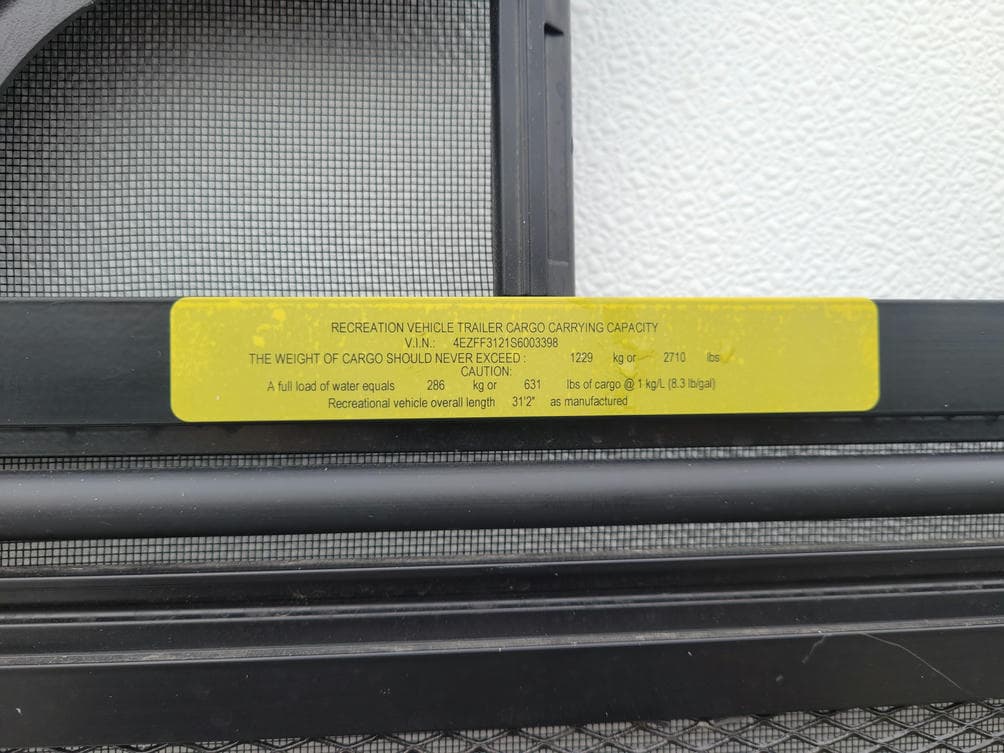 RECREATION VEHICLE TRAILER CARGO CARRYING CAPACITY
V.I.N.: 4EZFF3121S6003398
THE WEIGHT OF CARGO SHOULD NEVER EXCEED : 1229 kg or 2710 lbs
CAUTION:
A full load of water equals 286 kg or 631 lbs of cargo @ 1 kg/L (8.3 lb/gal)
Recreational vehicle overall length 31'2" as manufactured